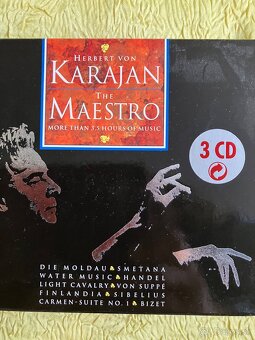 HERBERT VON
KARAJAN
THE
MAESTRO
MORE THAN 3.5 HOURS OF MUSIC
3 CD
DIE MOLDAU SMETANA
WATER MUSIC HANDEL
LIGHT CAVALRY VON SUPPÉ
FINLANDIA SIBELIUS
CARMEN-SUITE NO. 1 BIZET